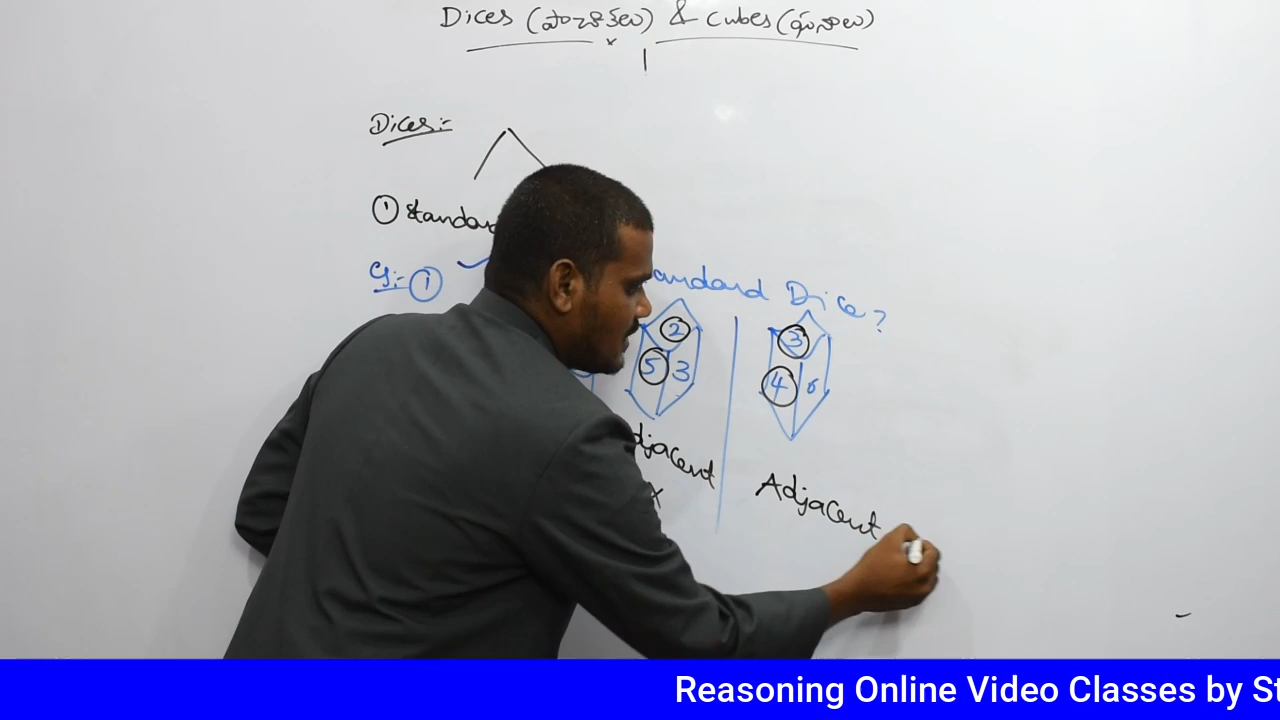 Dices (పాచికలు) & Cubes (ఘనాలు)
Dices:-
① Standard
①
andard Dice ?
2
5 3
3
4 6
djacent
x
Adjacent
Reasoning Online Video Classes by St